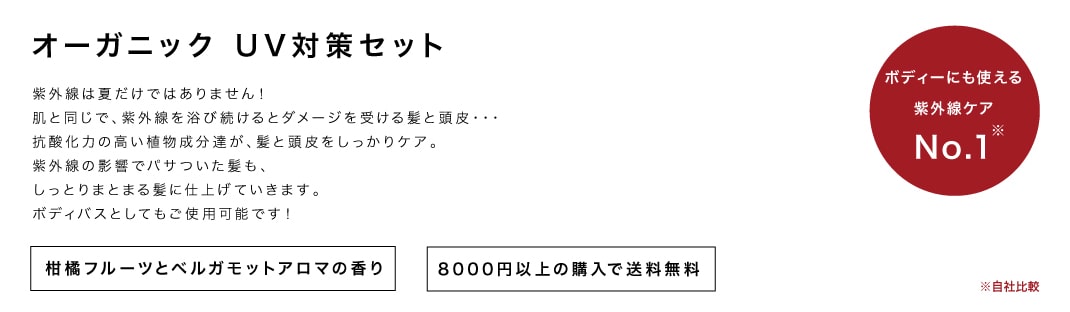 オーガニック UV対策セット
紫外線は夏だけではありません！
肌と同じで、紫外線を浴び続けるとダメージを受ける髪と頭皮・・・
抗酸化力の高い植物成分達が、髪と頭皮をしっかりケア。
紫外線の影響でパサついた髪も、
しっとりまとまる髪に仕上げていきます。
ボディバスとしてもご使用可能です！
柑橘フルーツとベルガモットアロマの香り
8000円以上の購入で送料無料
ボディーにも使える
紫外線ケア
No.1※
※自社比較